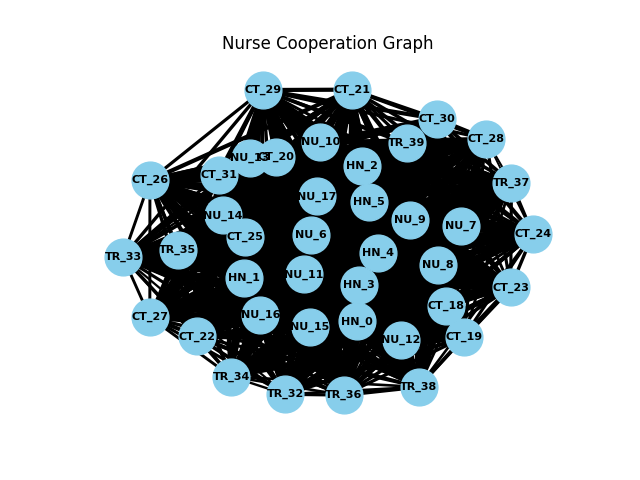 Nurse Cooperation Graph
CT_29
CT_21
CT_30
CT_28
NU_10
TR_39
NU_13
CT_20
HN_2
CT_31
CT_26
TR_37
NU_17
HN_5
NU_14
NU_9
NU_7
CT_24
CT_25
NU_6
TR_35
HN_4
TR_33
NU_8
NU_11
HN_1
HN_3
CT_23
CT_18
CT_27
NU_16
HN_0
NU_15
CT_22
CT_19
NU_12
TR_34
TR_38
TR_32
TR_36